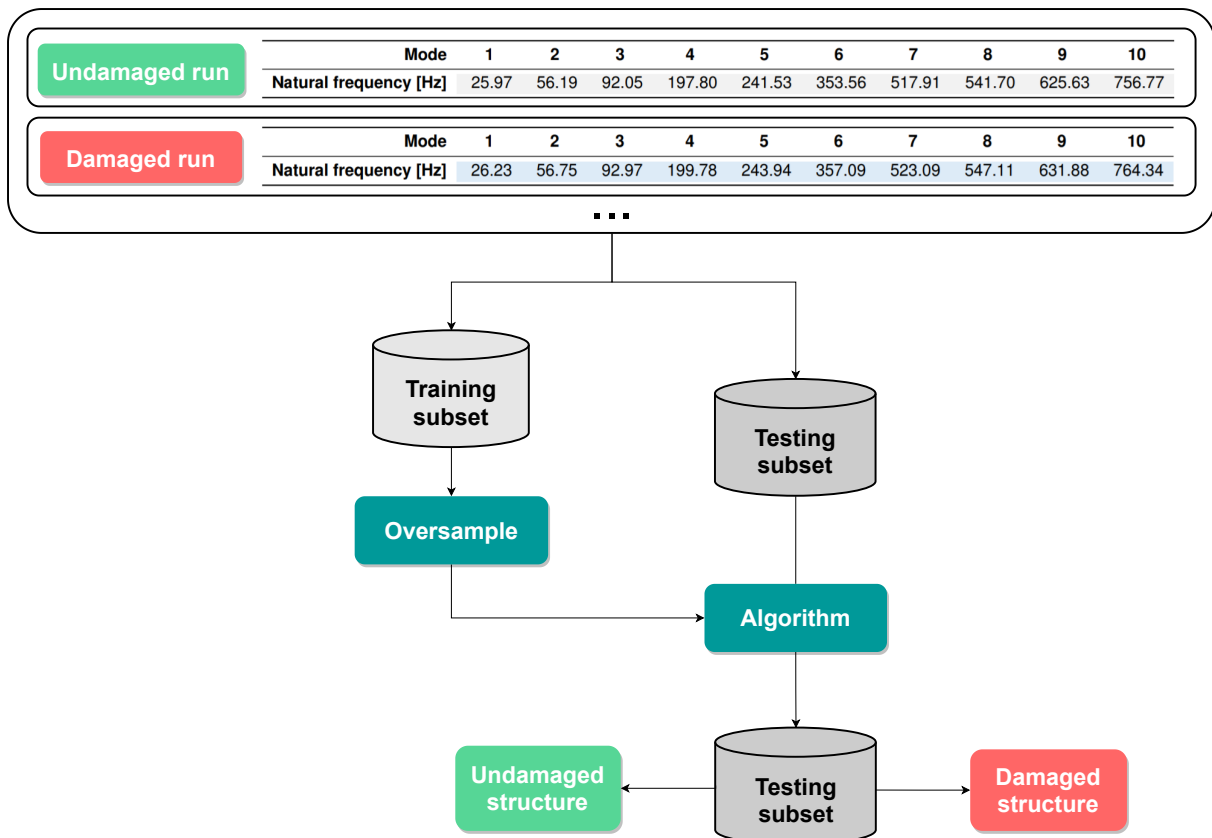 Undamaged run
Mode 1 2 3 4 5 6 7 8 9 10
Natural frequency [Hz] 25.97 56.19 92.05 197.80 241.53 353.56 517.91 541.70 625.63 756.77
Damaged run
Mode 1 2 3 4 5 6 7 8 9 10
Natural frequency [Hz] 26.23 56.75 92.97 199.78 243.94 357.09 523.09 547.11 631.88 764.34
...
Training
subset
Testing
subset
Oversample
Algorithm
Undamaged
structure
Testing
subset
Damaged
structure